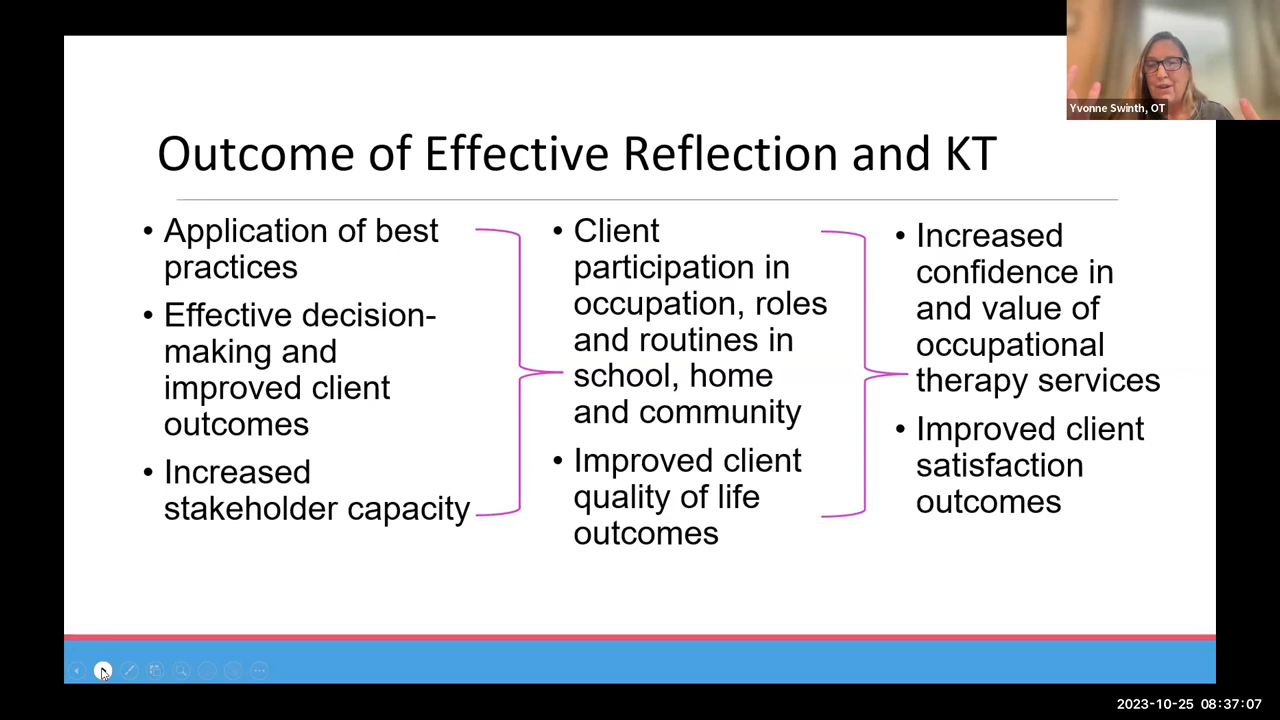 Yvonne Swinth, OT
Outcome of Effective Reflection and KT
• Application of best
practices
• Effective decision-
making and
improved client
outcomes
• Increased
stakeholder capacity
• Client
participation in
occupation, roles
and routines in
school, home
and community
• Improved client
quality of life
outcomes
• Increased
confidence in
and value of
occupational
therapy services
• Improved client
satisfaction
outcomes
2023-10-25 08:37:07